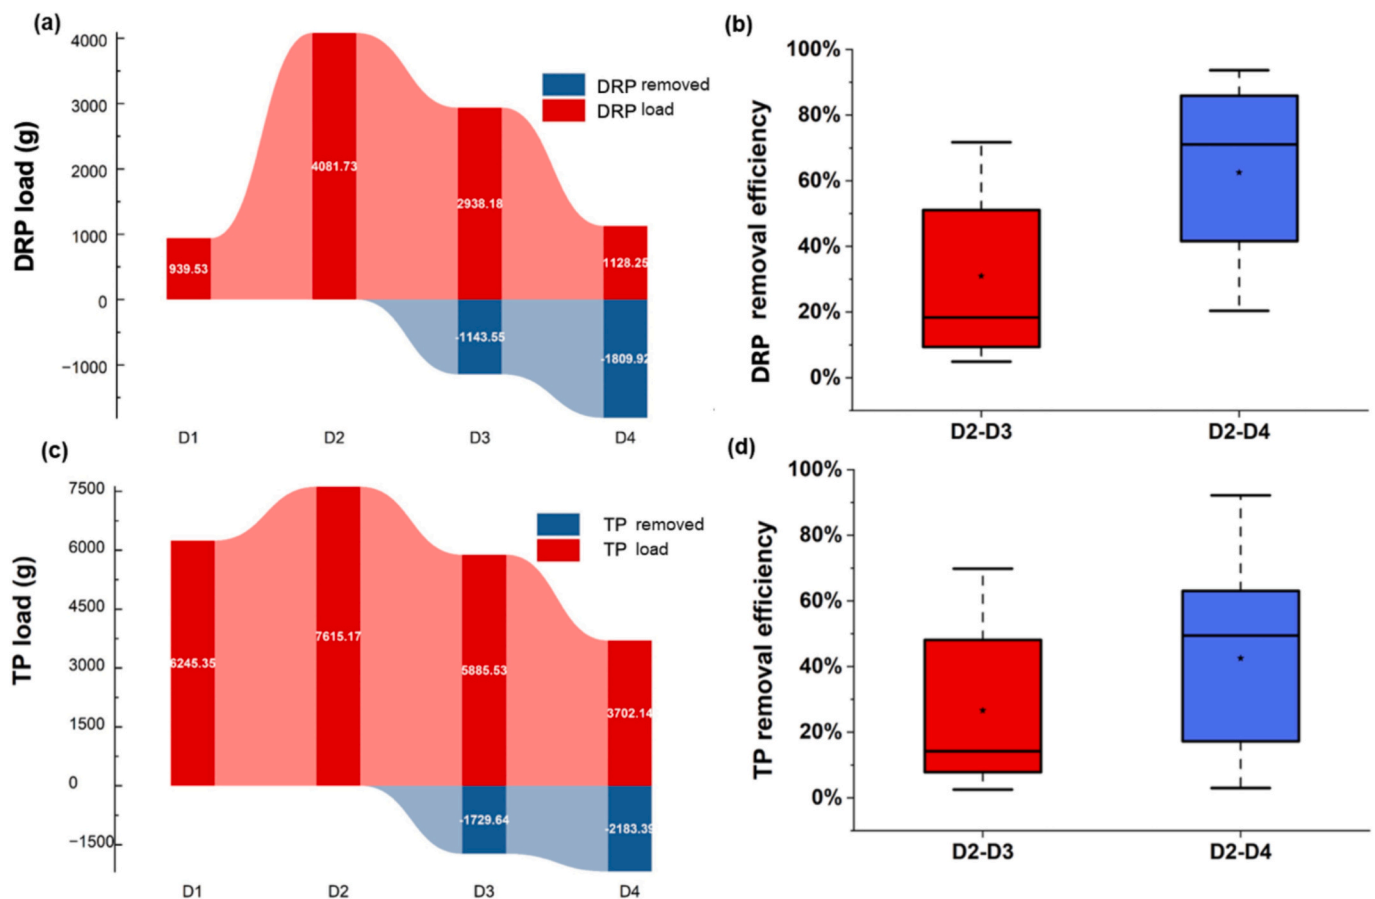 (a)
DRP load (g)
4000
3000
2000
1000
0
−1000
DRP removed
DRP load
939.53
4081.73
2938.18
1128.25
-1143.55
-1809.92
D1
D2
D3
D4
(b)
DRP removal efficiency
100%
80%
60%
40%
20%
0%
D2-D3
D2-D4
(c)
TP load (g)
7500
6000
4500
3000
1500
0
−1500
TP removed
TP load
6245.35
7615.17
5885.53
3702.14
-1729.64
-2183.39
D1
D2
D3
D4
(d)
TP removal efficiency
100%
80%
60%
40%
20%
0%
D2-D3
D2-D4